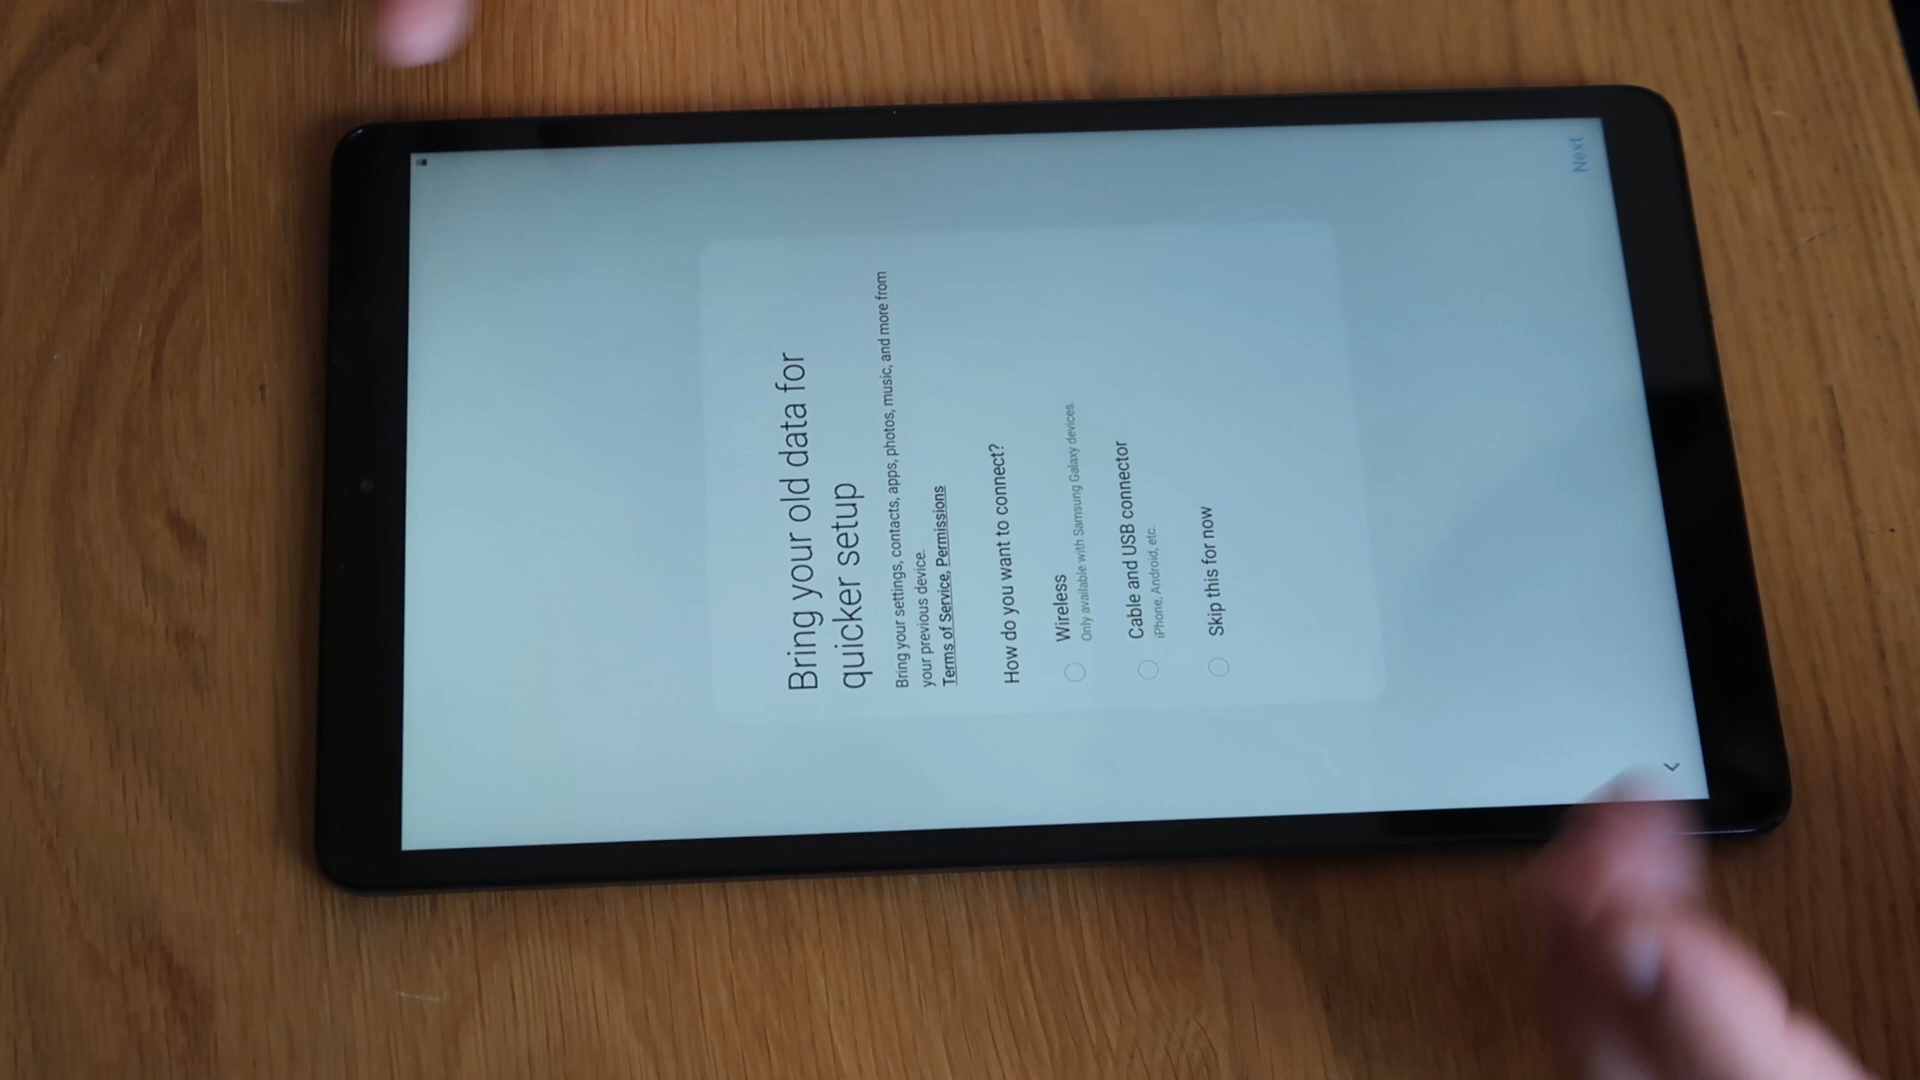 Bring your old data for
quicker setup
Bring your settings, contacts, apps, photos, music, and more from
your previous device.
Terms of Service, Permissions
How do you want to connect?
Wireless
Only available with Samsung Galaxy devices.
Cable and USB connector
iPhone, Android, etc.
Skip this for now
Next